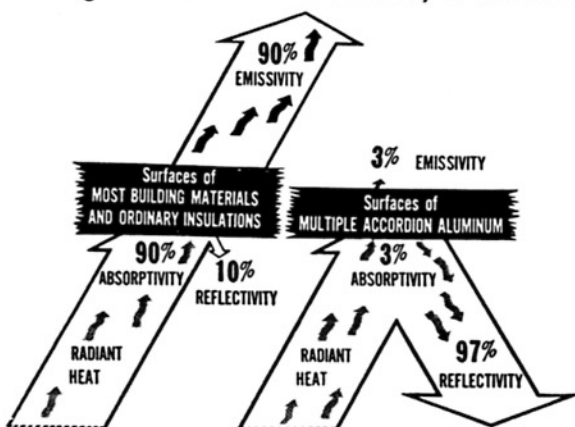 90%
EMISSIVITY
Surfaces of
MOST BUILDING MATERIALS
AND ORDINARY INSULATIONS
90%
ABSORPTIVITY
10%
REFLECTIVITY
RADIANT
HEAT
3% EMISSIVITY
Surfaces of
MULTIPLE ACCORDION ALUMINUM
3%
ABSORPTIVITY
RADIANT
HEAT
97%
REFLECTIVITY